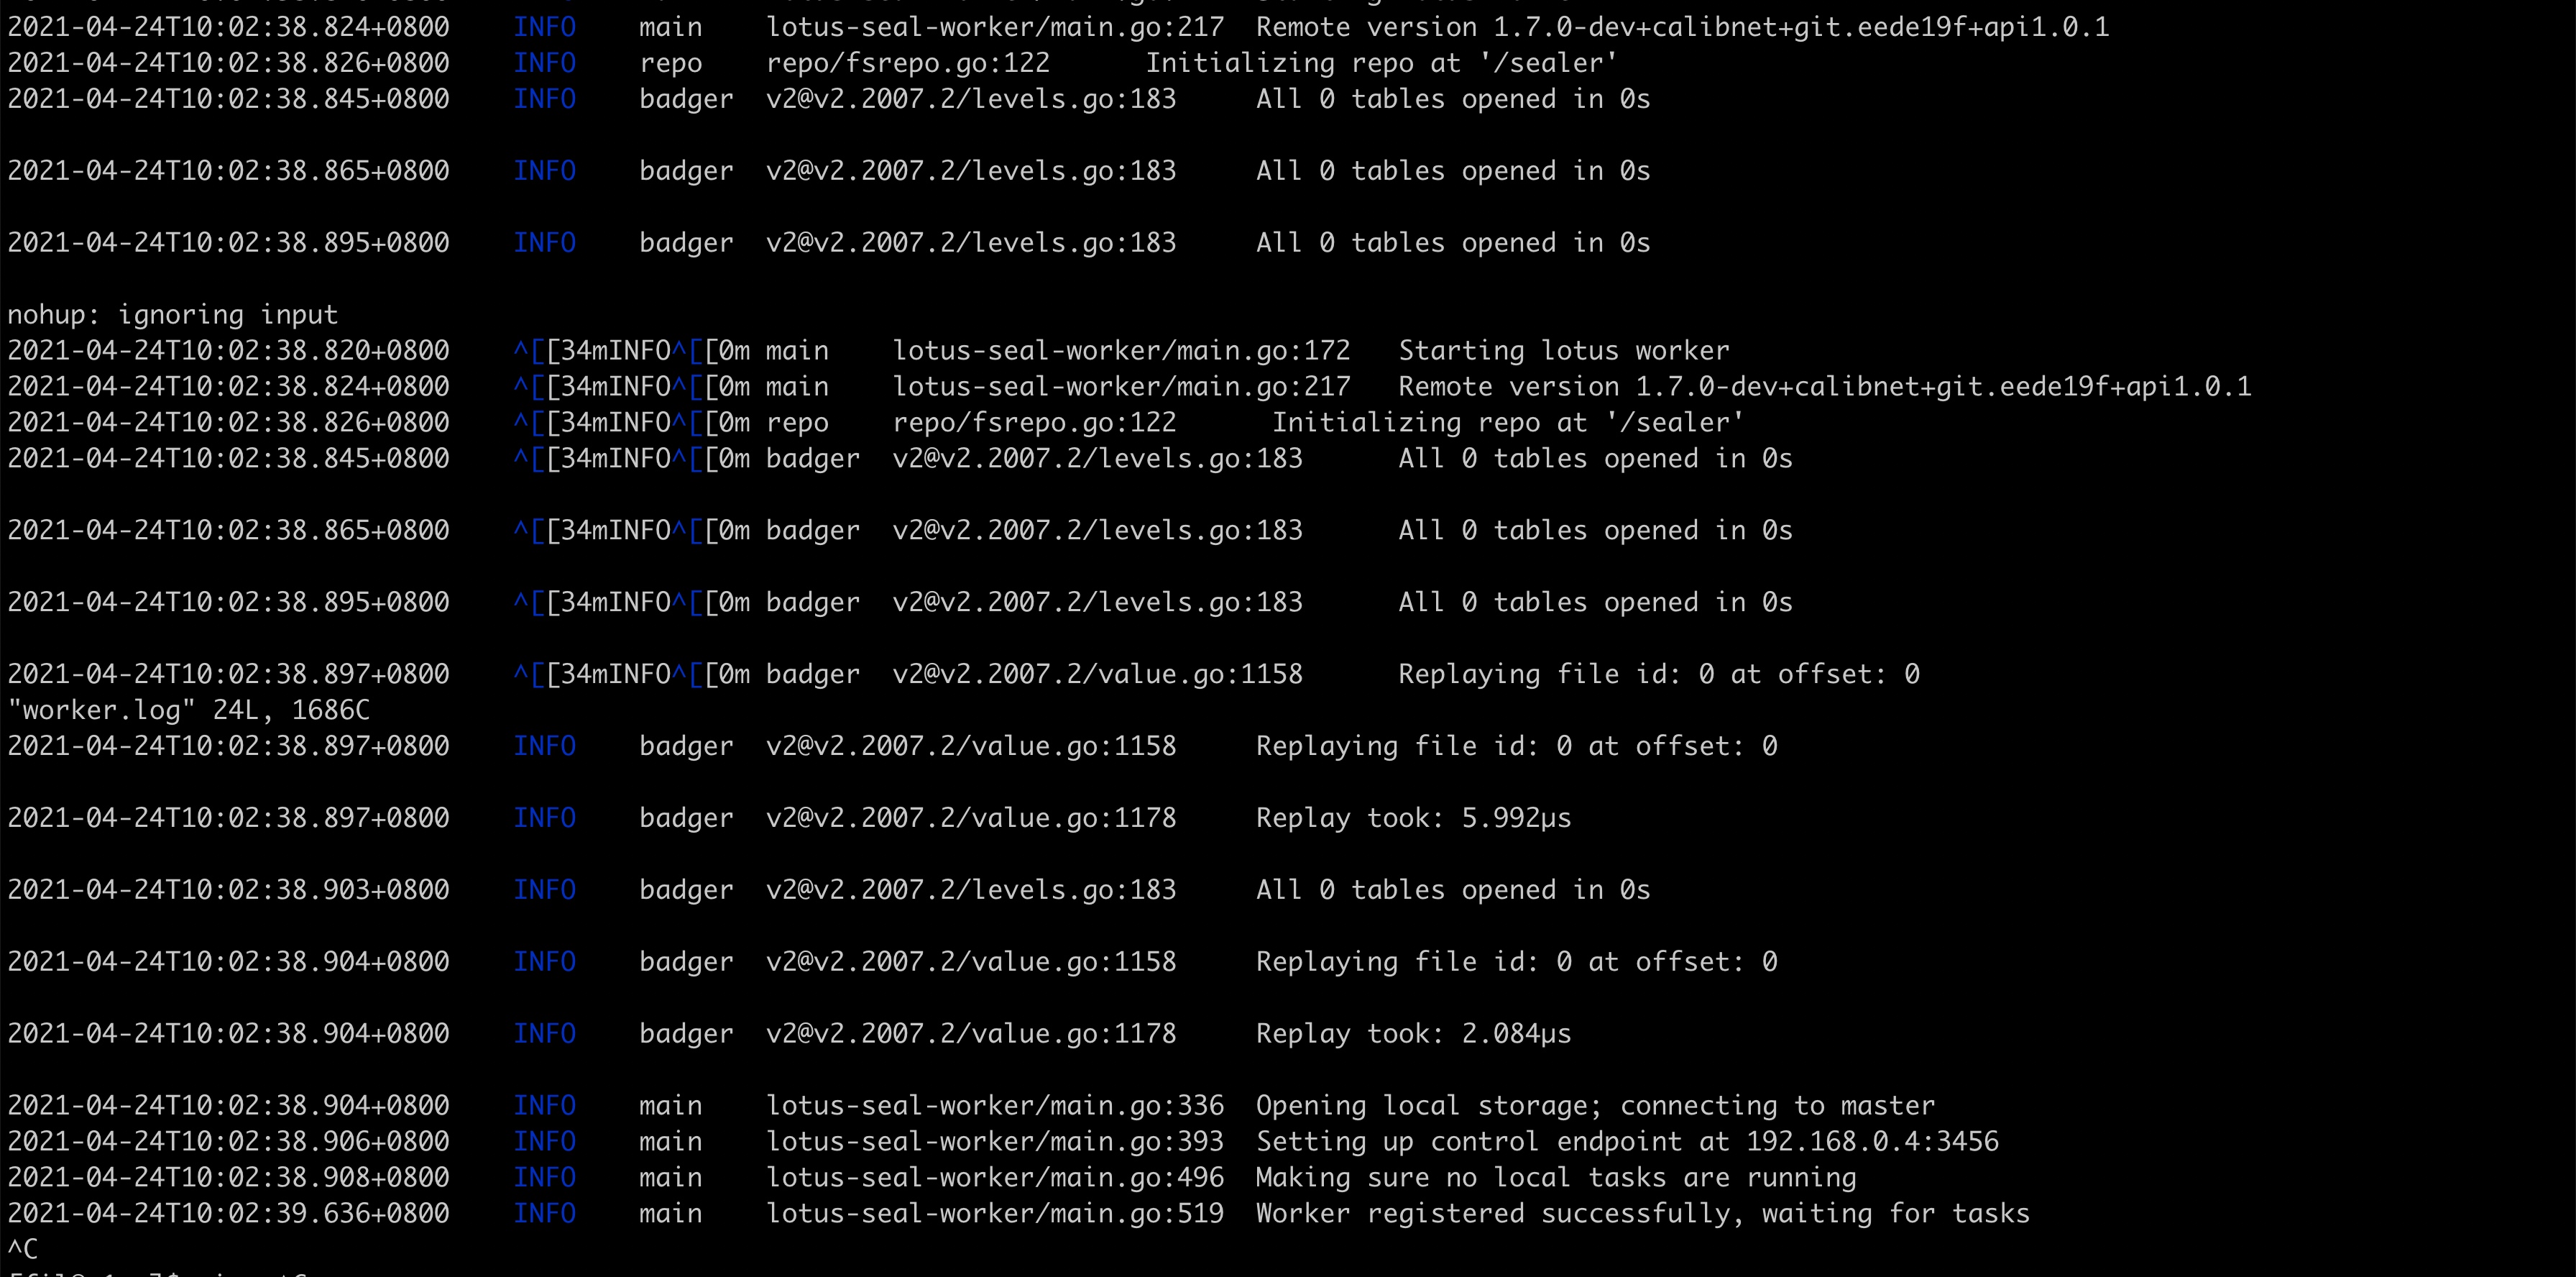 2021-04-24T10:02:38.824+0800 INFO main lotus-seal-worker/main.go:217 Remote version 1.7.0-dev+calibnet+git.eede19f+api1.0.1
2021-04-24T10:02:38.826+0800 INFO repo repo/fsrepo.go:122 Initializing repo at '/sealer'
2021-04-24T10:02:38.845+0800 INFO badger v2@v2.2007.2/levels.go:183 All 0 tables opened in 0s
2021-04-24T10:02:38.865+0800 INFO badger v2@v2.2007.2/levels.go:183 All 0 tables opened in 0s
2021-04-24T10:02:38.895+0800 INFO badger v2@v2.2007.2/levels.go:183 All 0 tables opened in 0s
nohup: ignoring input
2021-04-24T10:02:38.820+0800 ^[[34mINFO^[[0m main lotus-seal-worker/main.go:172 Starting lotus worker
2021-04-24T10:02:38.824+0800 ^[[34mINFO^[[0m main lotus-seal-worker/main.go:217 Remote version 1.7.0-dev+calibnet+git.eede19f+api1.0.1
2021-04-24T10:02:38.826+0800 ^[[34mINFO^[[0m repo repo/fsrepo.go:122 Initializing repo at '/sealer'
2021-04-24T10:02:38.845+0800 ^[[34mINFO^[[0m badger v2@v2.2007.2/levels.go:183 All 0 tables opened in 0s
2021-04-24T10:02:38.865+0800 ^[[34mINFO^[[0m badger v2@v2.2007.2/levels.go:183 All 0 tables opened in 0s
2021-04-24T10:02:38.895+0800 ^[[34mINFO^[[0m badger v2@v2.2007.2/levels.go:183 All 0 tables opened in 0s
2021-04-24T10:02:38.897+0800 ^[[34mINFO^[[0m badger v2@v2.2007.2/value.go:1158 Replaying file id: 0 at offset: 0
"worker.log" 24L, 1686C
2021-04-24T10:02:38.897+0800 INFO badger v2@v2.2007.2/value.go:1158 Replaying file id: 0 at offset: 0
2021-04-24T10:02:38.897+0800 INFO badger v2@v2.2007.2/value.go:1178 Replay took: 5.992µs
2021-04-24T10:02:38.903+0800 INFO badger v2@v2.2007.2/levels.go:183 All 0 tables opened in 0s
2021-04-24T10:02:38.904+0800 INFO badger v2@v2.2007.2/value.go:1158 Replaying file id: 0 at offset: 0
2021-04-24T10:02:38.904+0800 INFO badger v2@v2.2007.2/value.go:1178 Replay took: 2.084µs
2021-04-24T10:02:38.904+0800 INFO main lotus-seal-worker/main.go:336 Opening local storage; connecting to master
2021-04-24T10:02:38.906+0800 INFO main lotus-seal-worker/main.go:393 Setting up control endpoint at 192.168.0.4:3456
2021-04-24T10:02:38.908+0800 INFO main lotus-seal-worker/main.go:496 Making sure no local tasks are running
2021-04-24T10:02:39.636+0800 INFO main lotus-seal-worker/main.go:519 Worker registered successfully, waiting for tasks
^C